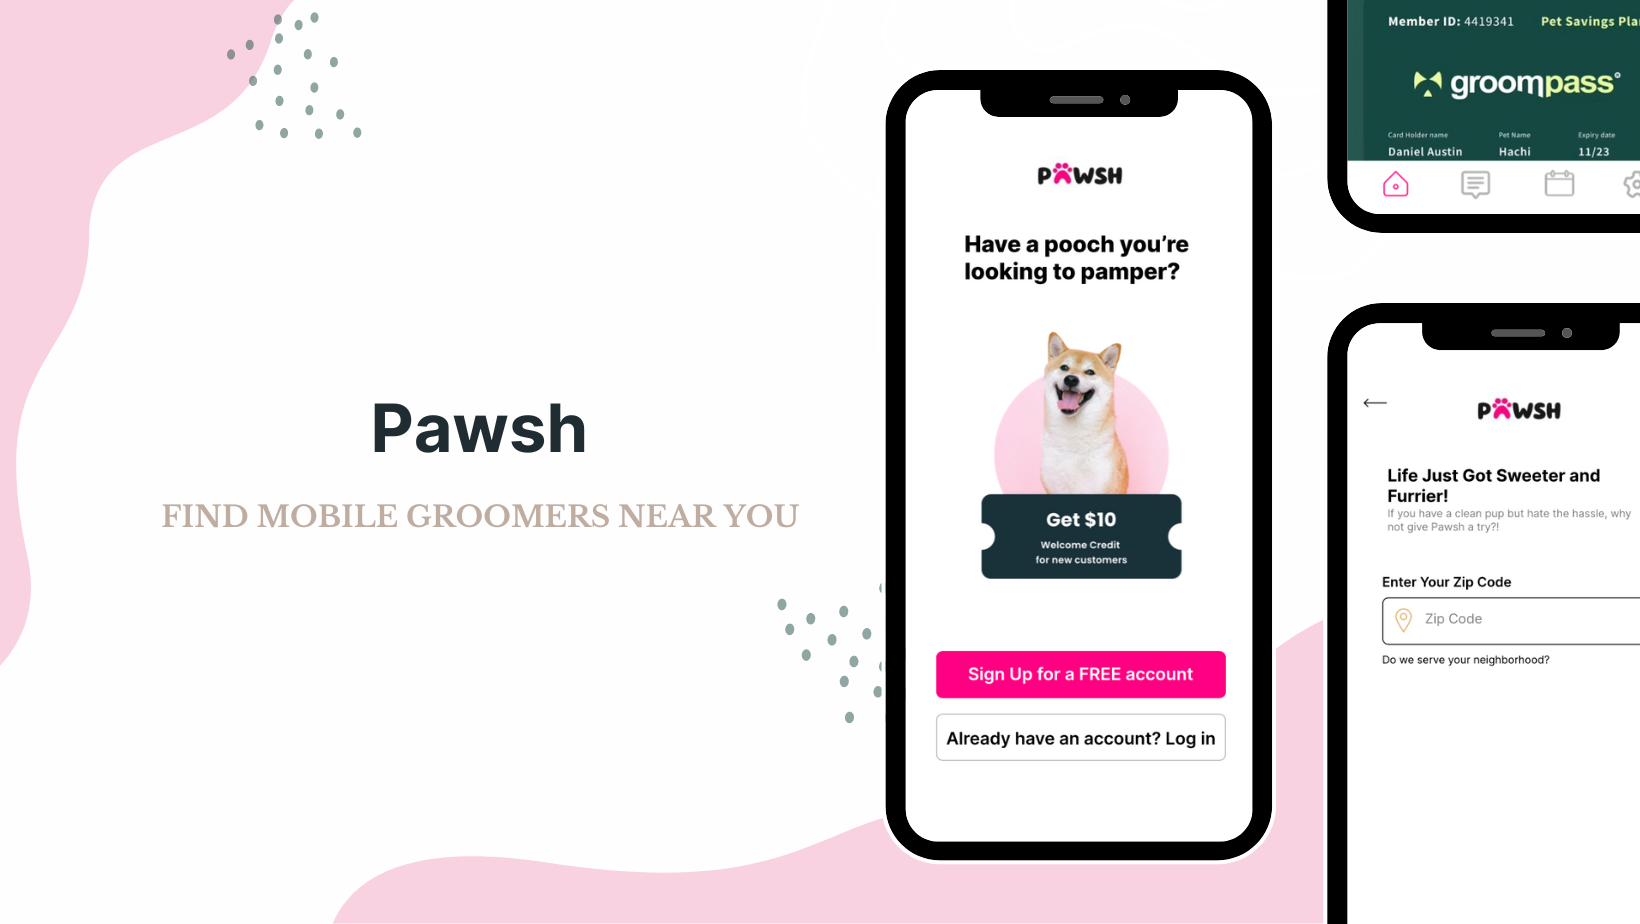 Pawsh
FIND MOBILE GROOMERS NEAR YOU
PAWSH
Have a pooch you’re
looking to pamper?
Get $10
Welcome Credit
for new customers
Sign Up for a FREE account
Already have an account? Log in
Member ID: 4419341 Pet Savings
groompass
Card Holder name Pet Name Expiry date
Daniel Austin Hachi 11/23
PAWSH
Life Just Got Sweeter and
Furrier!
If you have a clean pup but hate the hassle, why
not give Pawsh a try?!
Enter Your Zip Code
Zip Code
Do we serve your neighborhood?